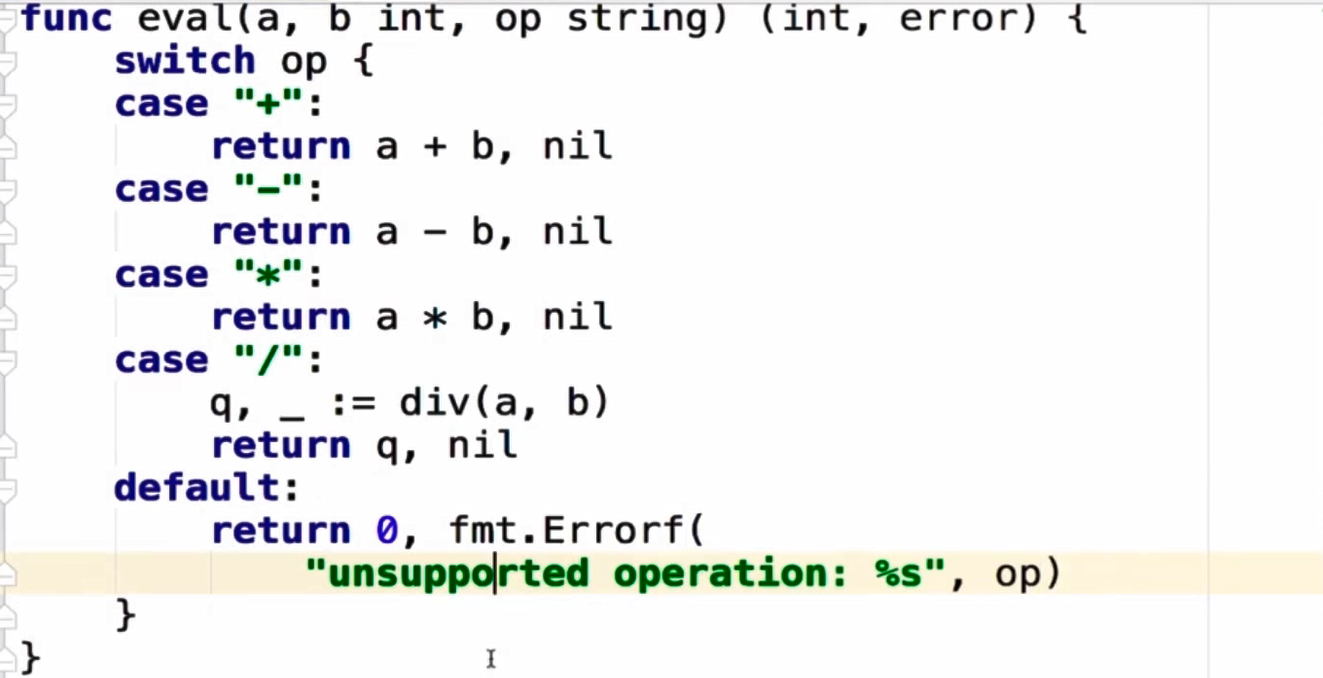 func eval(a, b int, op string) (int, error) {
    switch op {
    case "+":
        return a + b, nil
    case "-":
        return a - b, nil
    case "*":
        return a * b, nil
    case "/":
        q, _ := div(a, b)
        return q, nil
    default:
        return 0, fmt.Errorf(
            "unsupported operation: %s", op)
    }
}